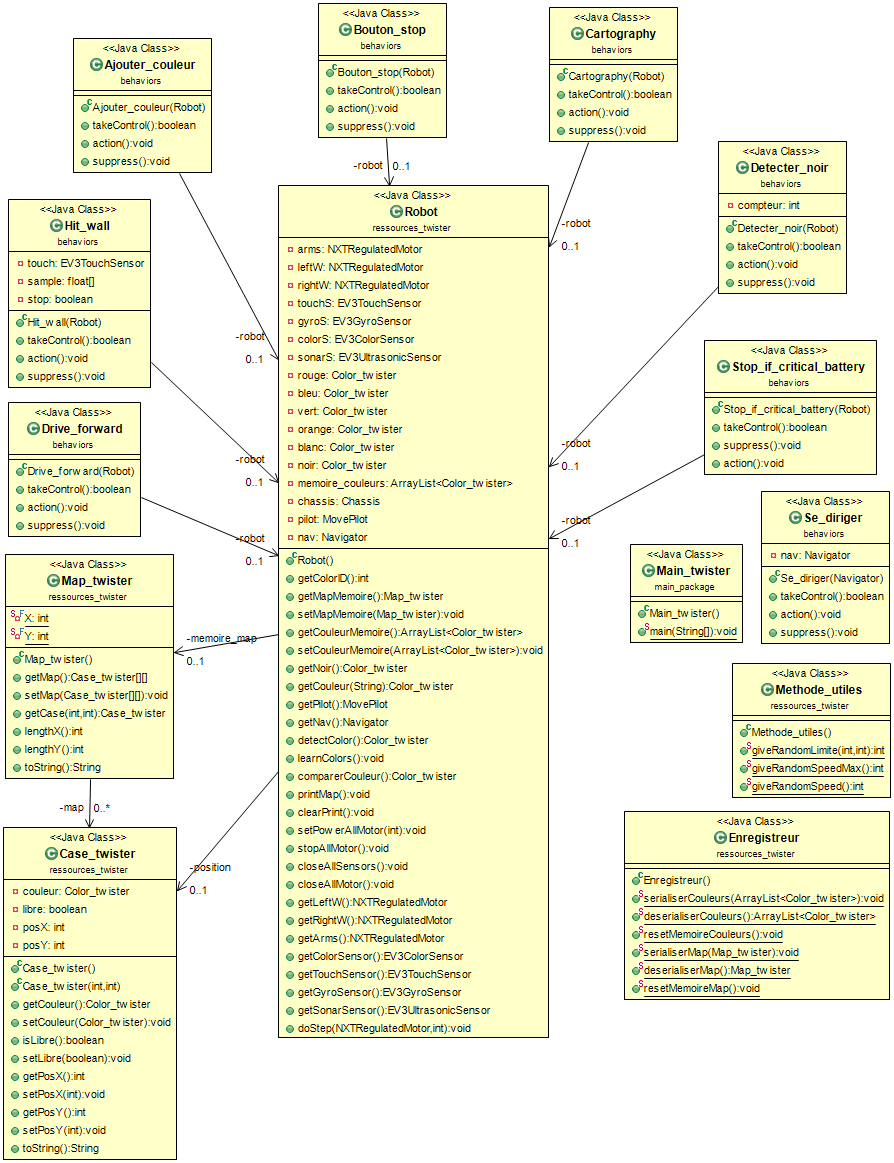 <<Java Class>>
Ajouter_couleur
behaviors
Ajouter_couleur(Robot)
takeControl():boolean
action():void
suppress():void
<<Java Class>>
Bouton_stop
behaviors
Bouton_stop(Robot)
takeControl():boolean
action():void
suppress():void
<<Java Class>>
Cartography
behaviors
Cartography(Robot)
takeControl():boolean
action():void
suppress():void
<<Java Class>>
Detecter_noir
behaviors
compteur: int
Detecter_noir(Robot)
takeControl():boolean
action():void
suppress():void
<<Java Class>>
Hit_wall
behaviors
touch: EV3TouchSensor
sample: float[]
stop: boolean
Hit_wall(Robot)
takeControl():boolean
action():void
suppress():void
<<Java Class>>
Drive_forward
behaviors
Drive_forward(Robot)
takeControl():boolean
action():void
suppress():void
-robot
0..1
-robot
0..1
-robot
0..1
-robot
0..1
-robot
0..1
-robot
0..1
-robot
0..1
<<Java Class>>
Robot
ressources_twister
arms: NXTRegulatedMotor
leftW: NXTRegulatedMotor
rightW: NXTRegulatedMotor
touchS: EV3TouchSensor
gyroS: EV3GyroSensor
colorS: EV3ColorSensor
sonarS: EV3UltrasonicSensor
rouge: Color_twister
bleu: Color_twister
vert: Color_twister
orange: Color_twister
blanc: Color_twister
noir: Color_twister
memoire_couleurs: ArrayList<Color_twister>
chassis: Chassis
pilot: MovePilot
nav: Navigator
Robot()
getColorID():int
getMapMemoire():Map_twister
setMapMemoire(Map_twister):void
getCouleurMemoire():ArrayList<Color_twister>
setCouleurMemoire(ArrayList<Color_twister>):void
getNoir():Color_twister
getCouleur(String):Color_twister
getPilot():MovePilot
getNav():Navigator
detectColor():Color_twister
learnColors():void
comparerCouleur():Color_twister
printMap():void
clearPrint():void
setPowerAllMotor(int):void
stopAllMotor():void
closeAllSensors():void
closeAllMotor():void
getLeftW():NXTRegulatedMotor
getRightW():NXTRegulatedMotor
getArms():NXTRegulatedMotor
getColorSensor():EV3ColorSensor
getTouchSensor():EV3TouchSensor
getGyroSensor():EV3GyroSensor
getSonarSensor():EV3UltrasonicSensor
doStep(NXTRegulatedMotor,int):void
<<Java Class>>
Stop_if_critical_battery
behaviors
Stop_if_critical_battery(Robot)
takeControl():boolean
suppress():void
action():void
<<Java Class>>
Se_diriger
behaviors
nav: Navigator
Se_diriger(Navigator)
takeControl():boolean
action():void
suppress():void
<<Java Class>>
Main_twister
main_package
Main_twister()
main(String[]):void
<<Java Class>>
Map_twister
ressources_twister
X: int
Y: int
Map_twister()
getMap():Case_twister[][]
setMap(Case_twister[][]):void
getCase(int,int):Case_twister
lengthX():int
lengthY():int
toString():String
-memoire_map
0..1
-map
0..*
-position
0..1
<<Java Class>>
Case_twister
ressources_twister
couleur: Color_twister
libre: boolean
posX: int
posY: int
Case_twister()
Case_twister(int,int)
getCouleur():Color_twister
setCouleur(Color_twister):void
isLibre():boolean
setLibre(boolean):void
getPosX():int
setPosX(int):void
getPosY():int
setPosY(int):void
toString():String
<<Java Class>>
Methode_utiles
ressources_twister
Methode_utiles()
giveRandomLimite(int,int):int
giveRandomSpeedMax():int
giveRandomSpeed():int
<<Java Class>>
Enregistreur
ressources_twister
Enregistreur()
serialiserCouleurs(ArrayList<Color_twister>):void
deserialiserCouleurs():ArrayList<Color_twister>
resetMemoireCouleurs():void
serialiserMap(Map_twister):void
deserialiserMap():Map_twister
resetMemoireMap():void